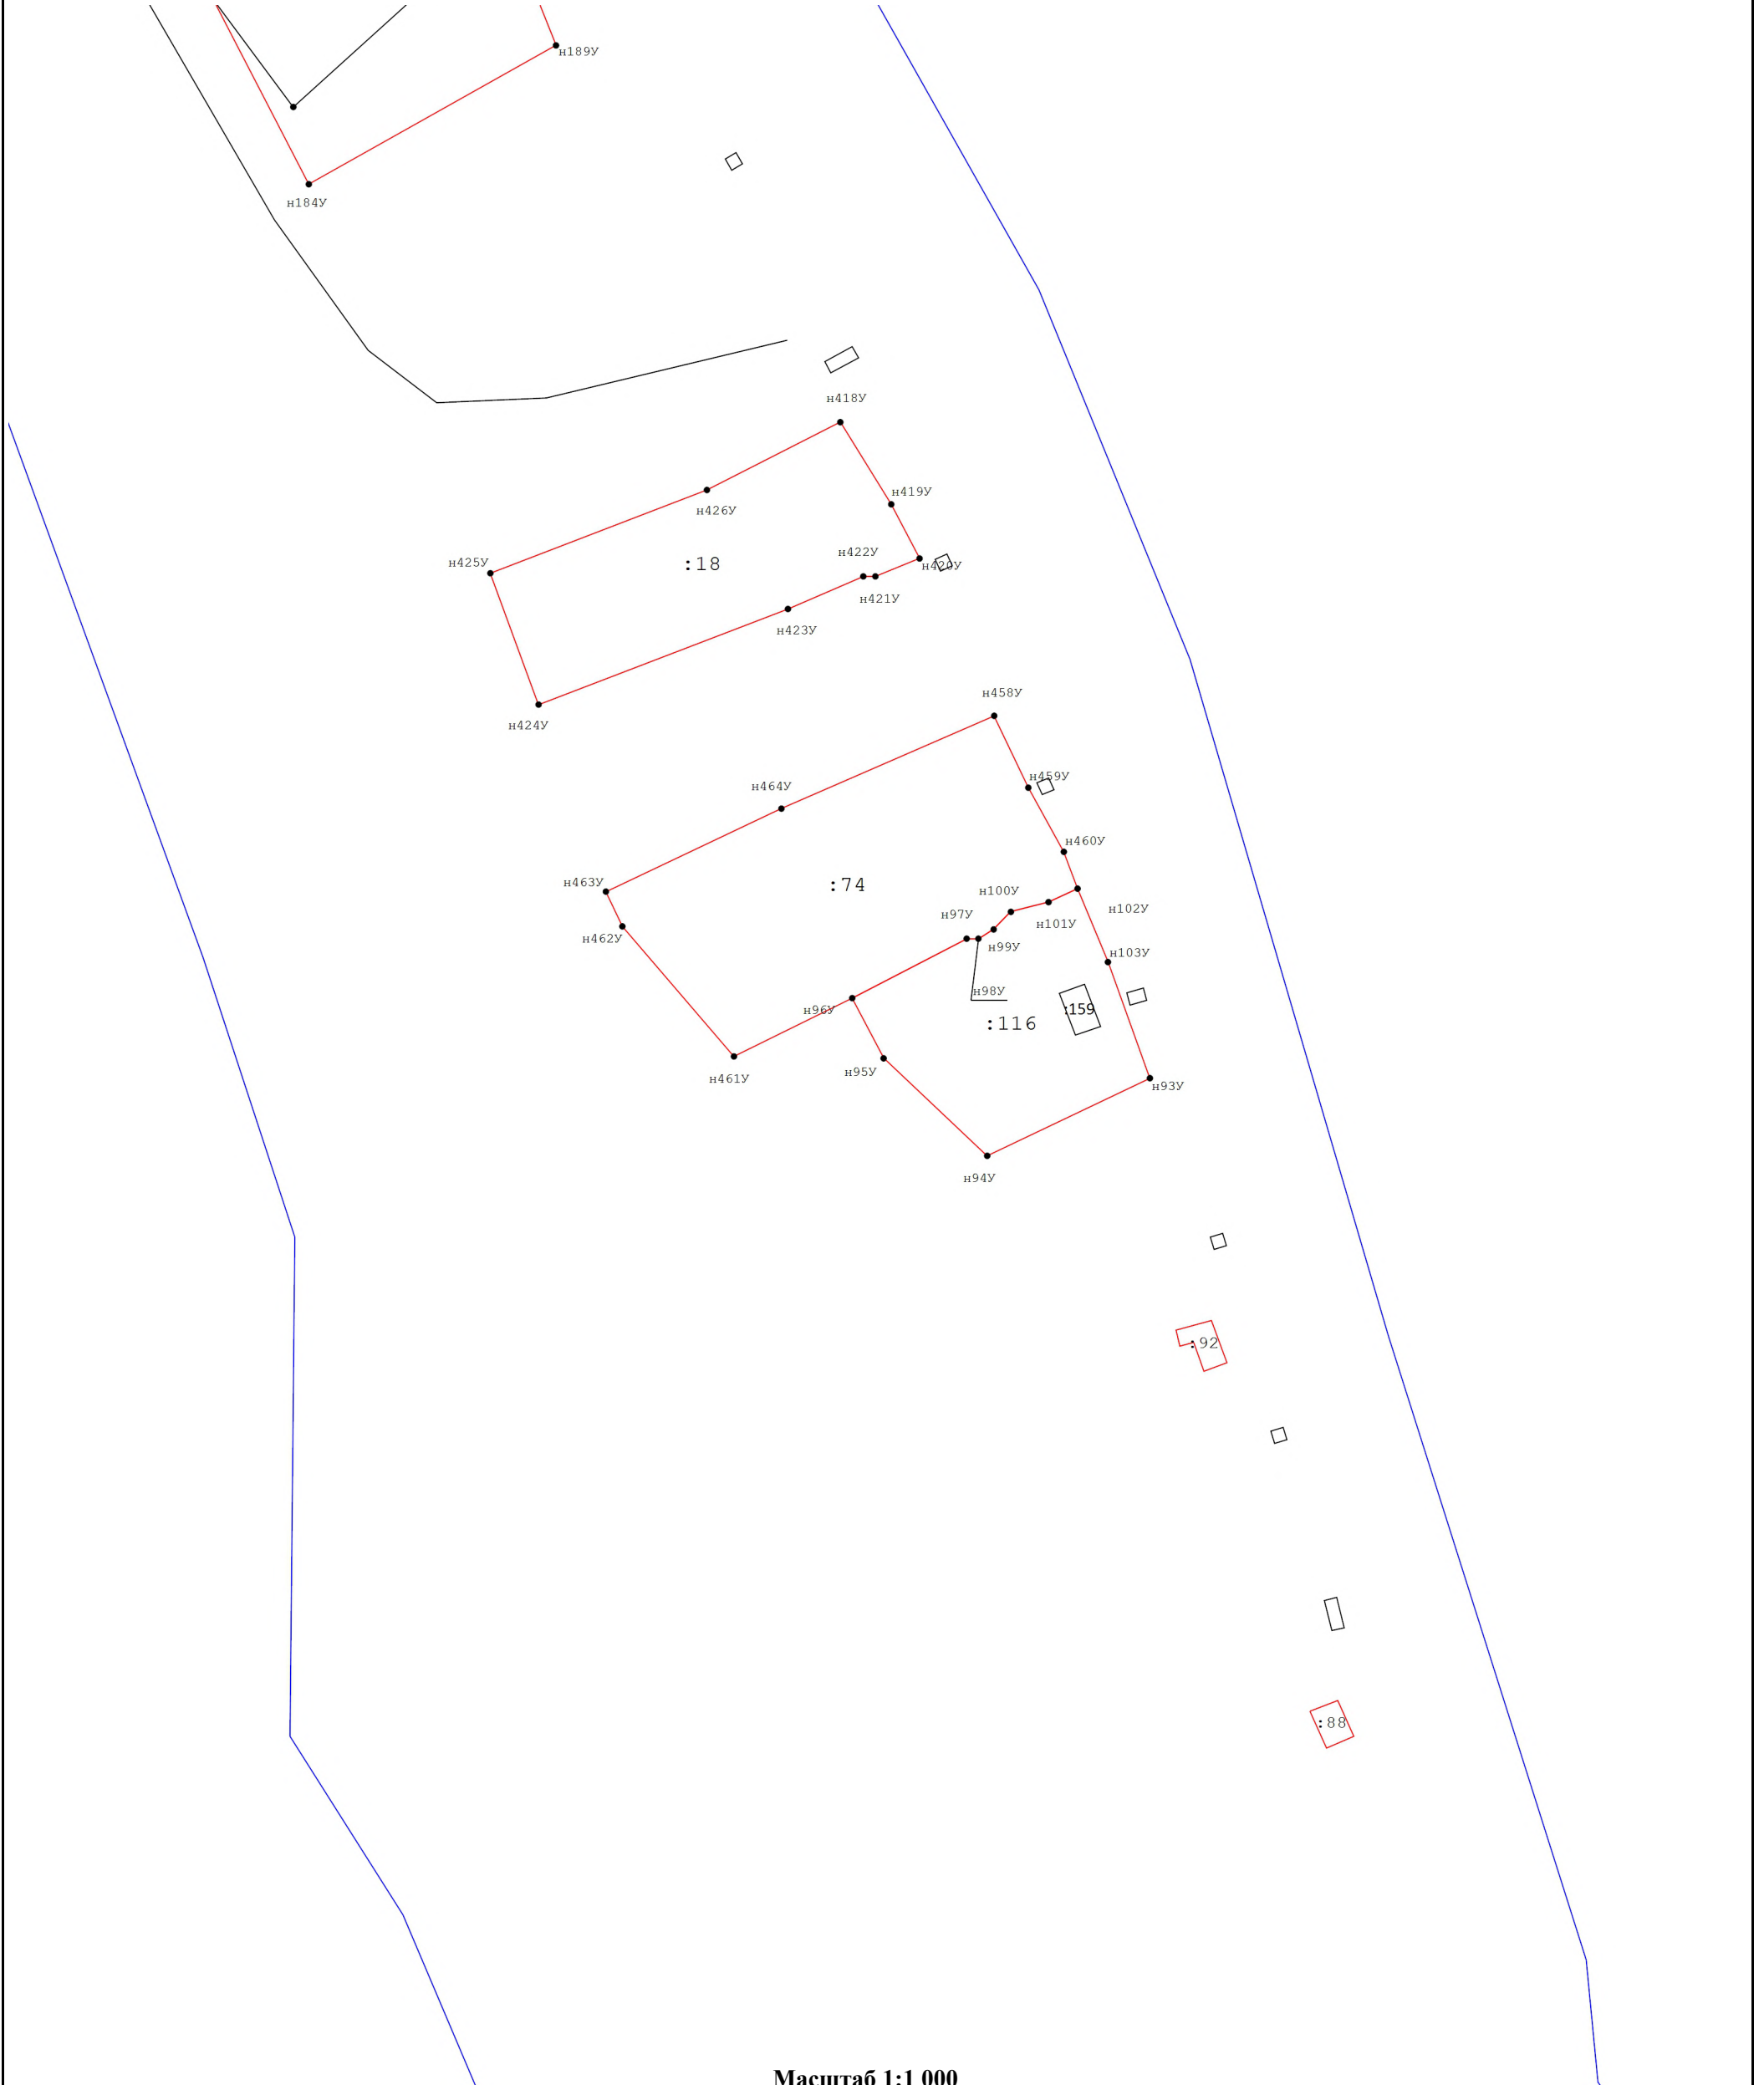 н189У
н184У
н418У
н419У
н426У
н422У
н425У
:18
н420У
н421У
н423У
н458У
н424У
н459У
н464У
н460У
н463У
:74
н100У
н102У
н97У
н101У
н462У
н99У
н103У
н98У
н96У
:159
:116
н95У
н461У
н93У
н94У
:92
:88
Масштаб 1:1 000